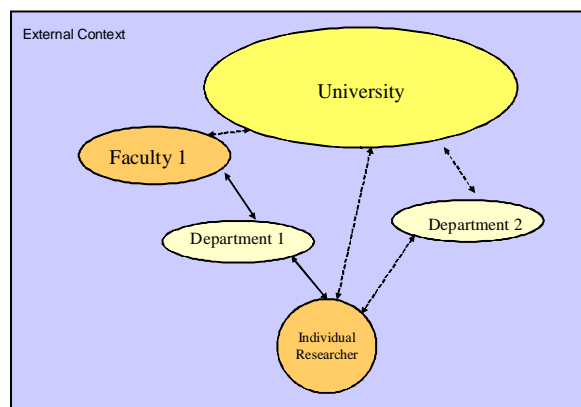 External Context
University
Faculty 1
Department 1
Department 2
Individual
Researcher